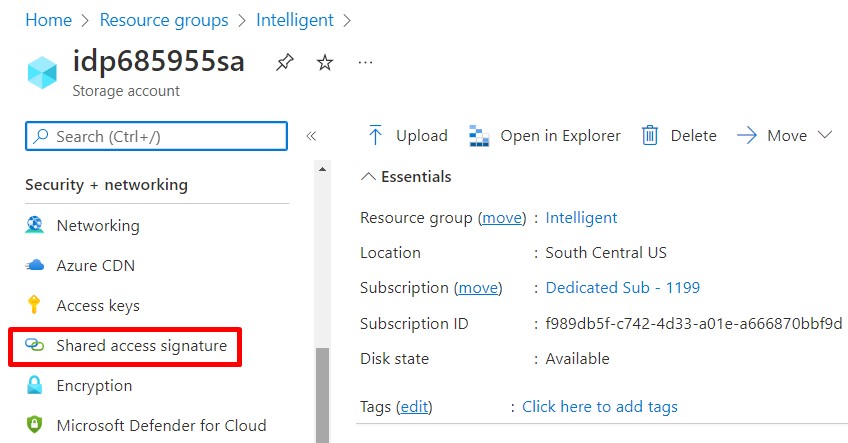 Home > Resource groups > Intelligent >
idp685955sa
Storage account
Search (Ctrl+/)
Upload Open in Explorer Delete Move
Security + networking
Networking
Azure CDN
Access keys
Shared access signature
Encryption
Microsoft Defender for Cloud
Essentials
Resource group (move) : Intelligent
Location : South Central US
Subscription (move) : Dedicated Sub - 1199
Subscription ID : f989db5f-c742-4d33-a01e-a666870bbf9d
Disk state : Available
Tags (edit) : Click here to add tags